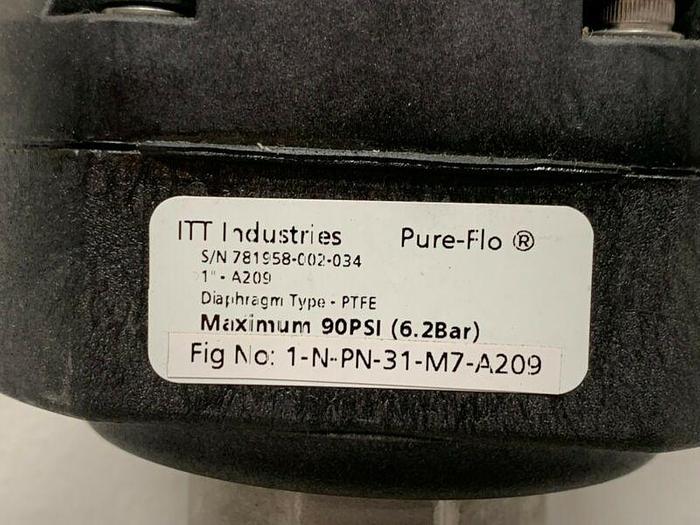 ITT Industries Pure-Flo ®
S/N 781958-002-034
1" - A209
Diaphragm Type - PTFE
Maximum 90PSI (6.2Bar)
Fig No: 1-N-PN-31-M7-A209